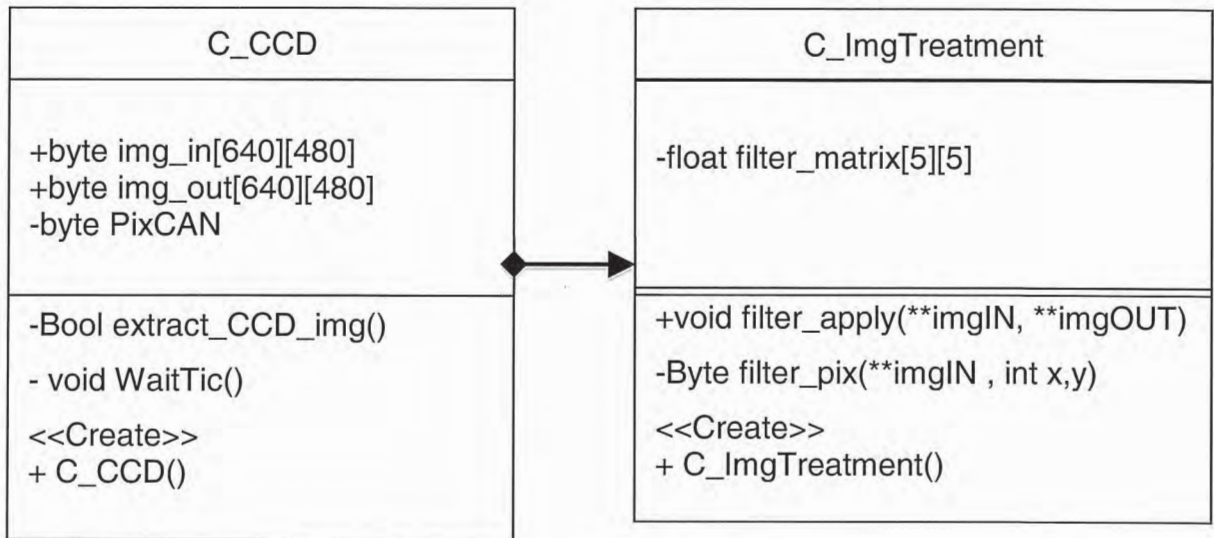 C_CCD
+byte img_in[640][480]
+byte img_out[640][480]
-byte PixCAN
-Bool extract_CCD_img()
- void WaitTic()
<<Create>>
+ C_CCD()
C_ImgTreatment
-float filter_matrix[5][5]
+void filter_apply(**imgIN, **imgOUT)
-Byte filter_pix(**imgIN , int x,y)
<<Create>>
+ C_ImgTreatment()